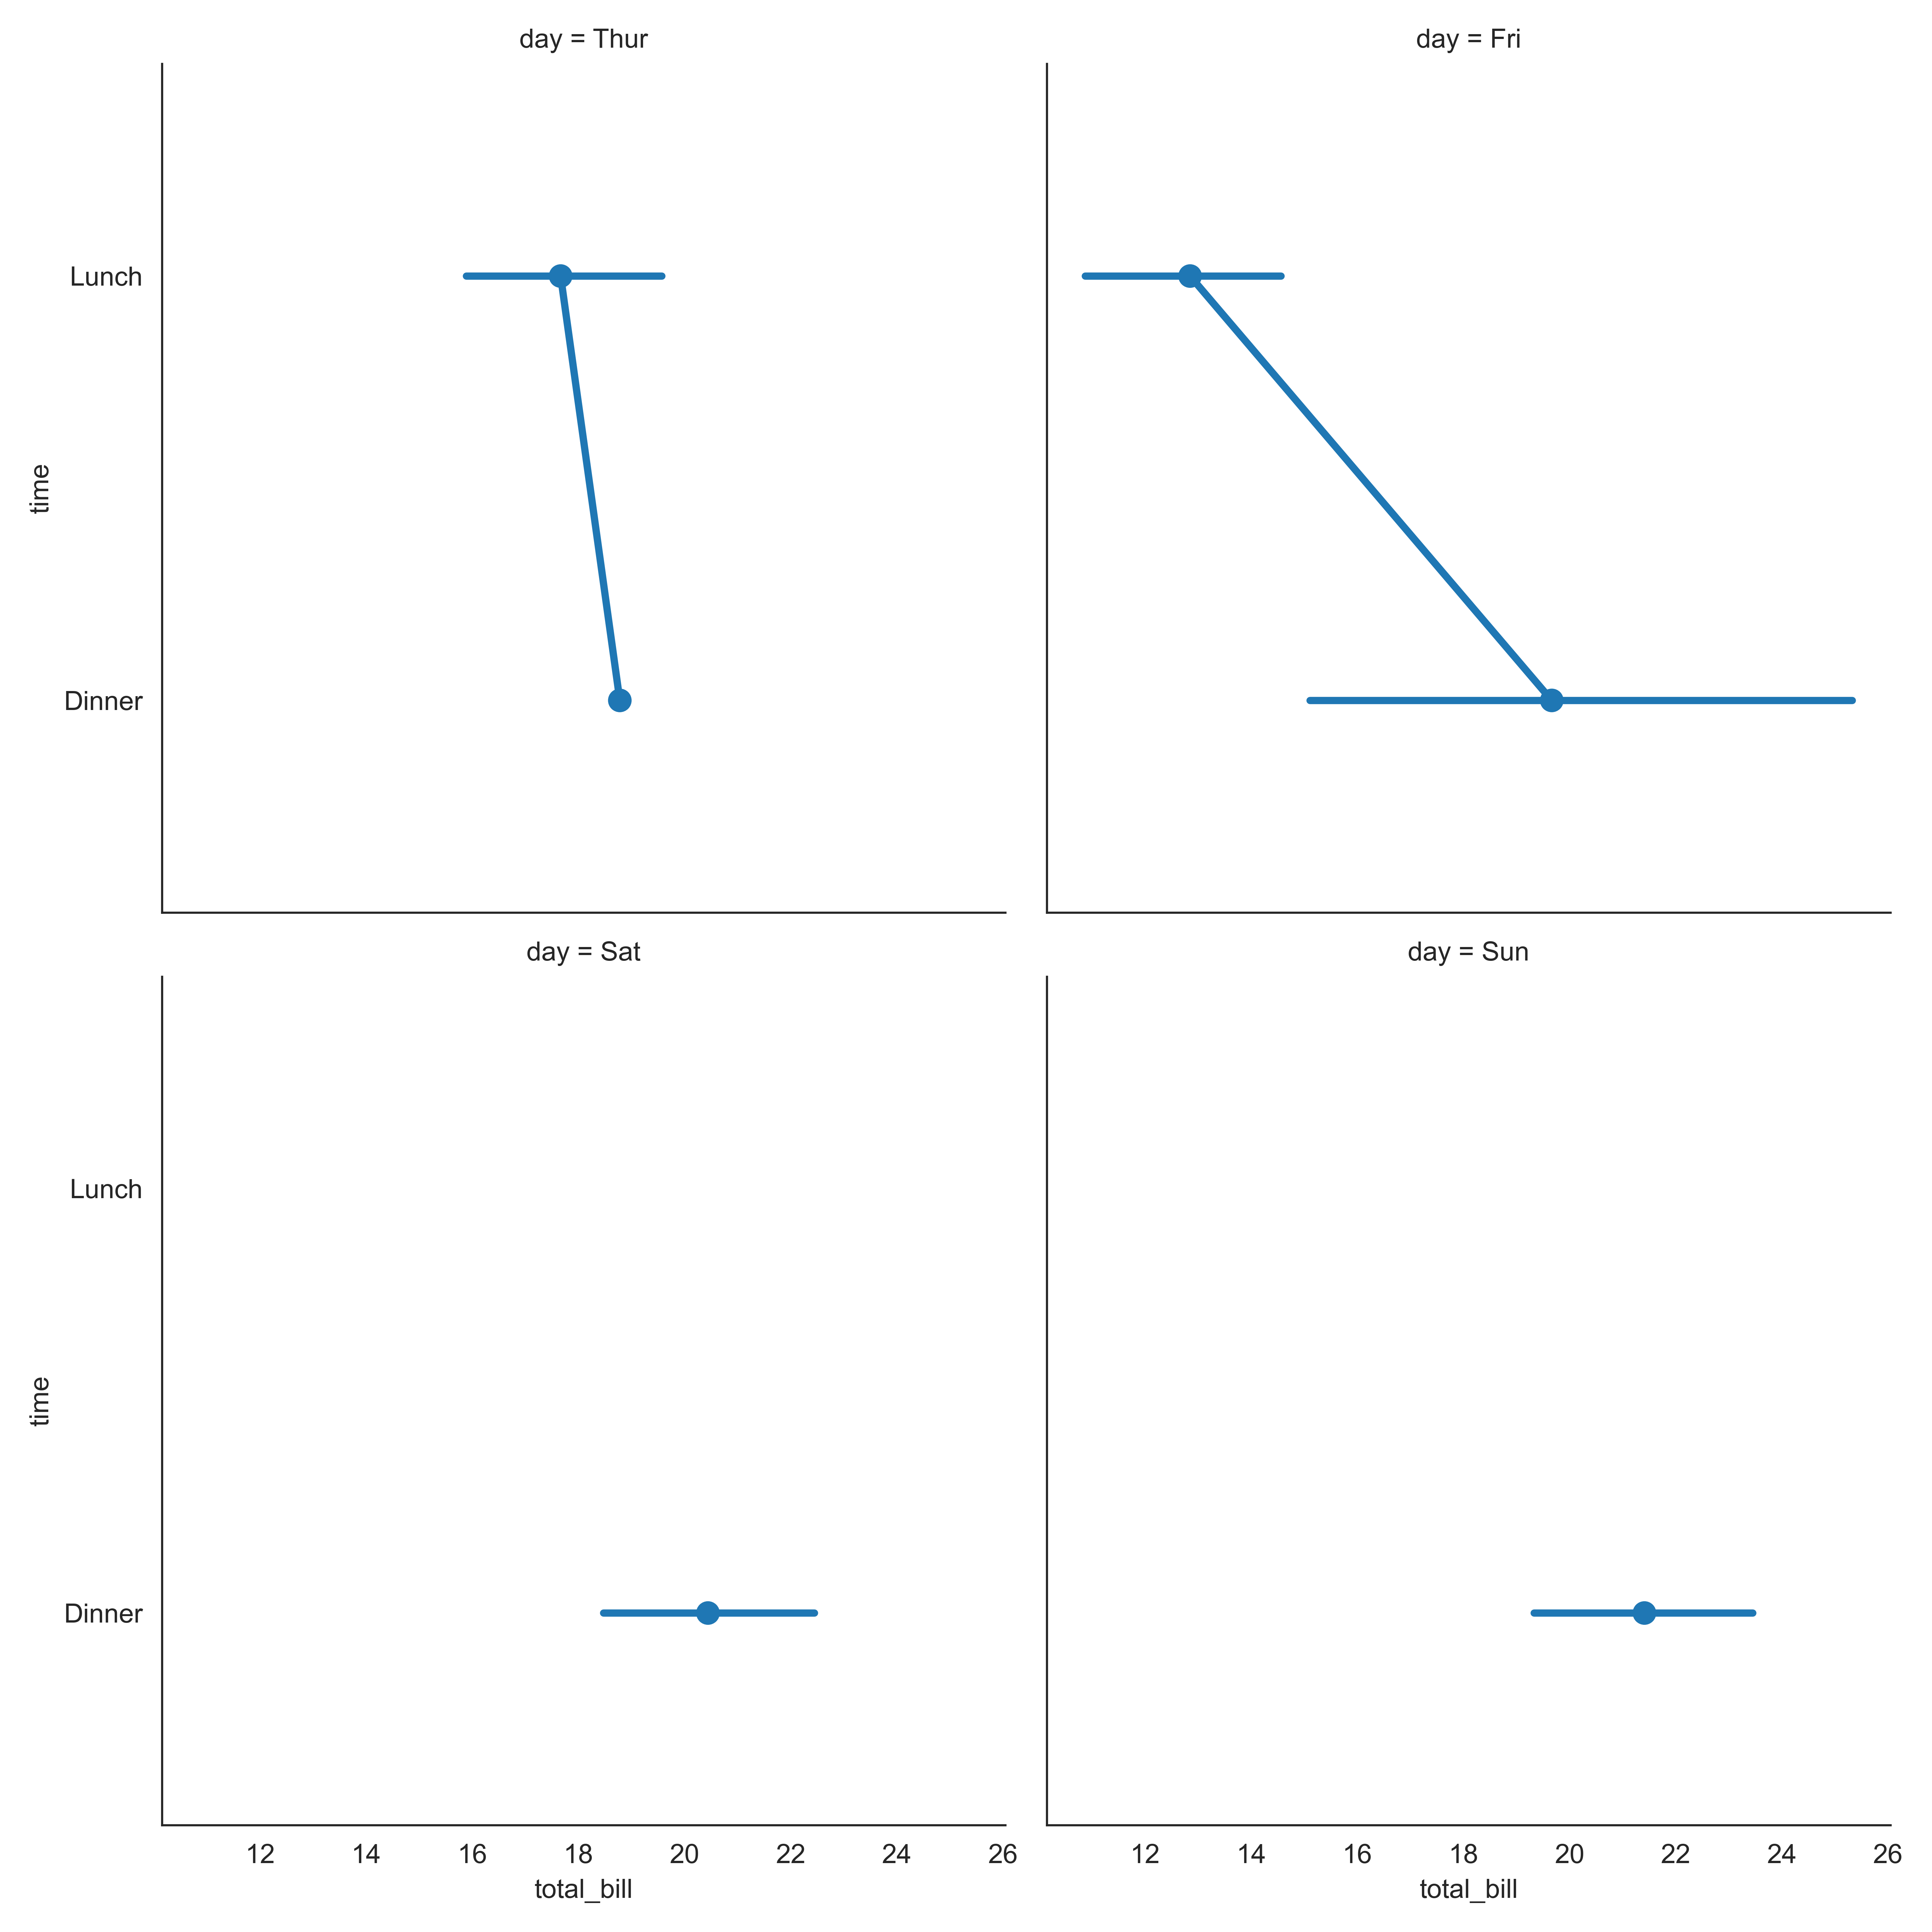 day = Thur
day = Fri
time
Lunch
Dinner
day = Sat
day = Sun
time
Lunch
Dinner
12 14 16 18 20 22 24 26
12 14 16 18 20 22 24 26
total_bill
total_bill